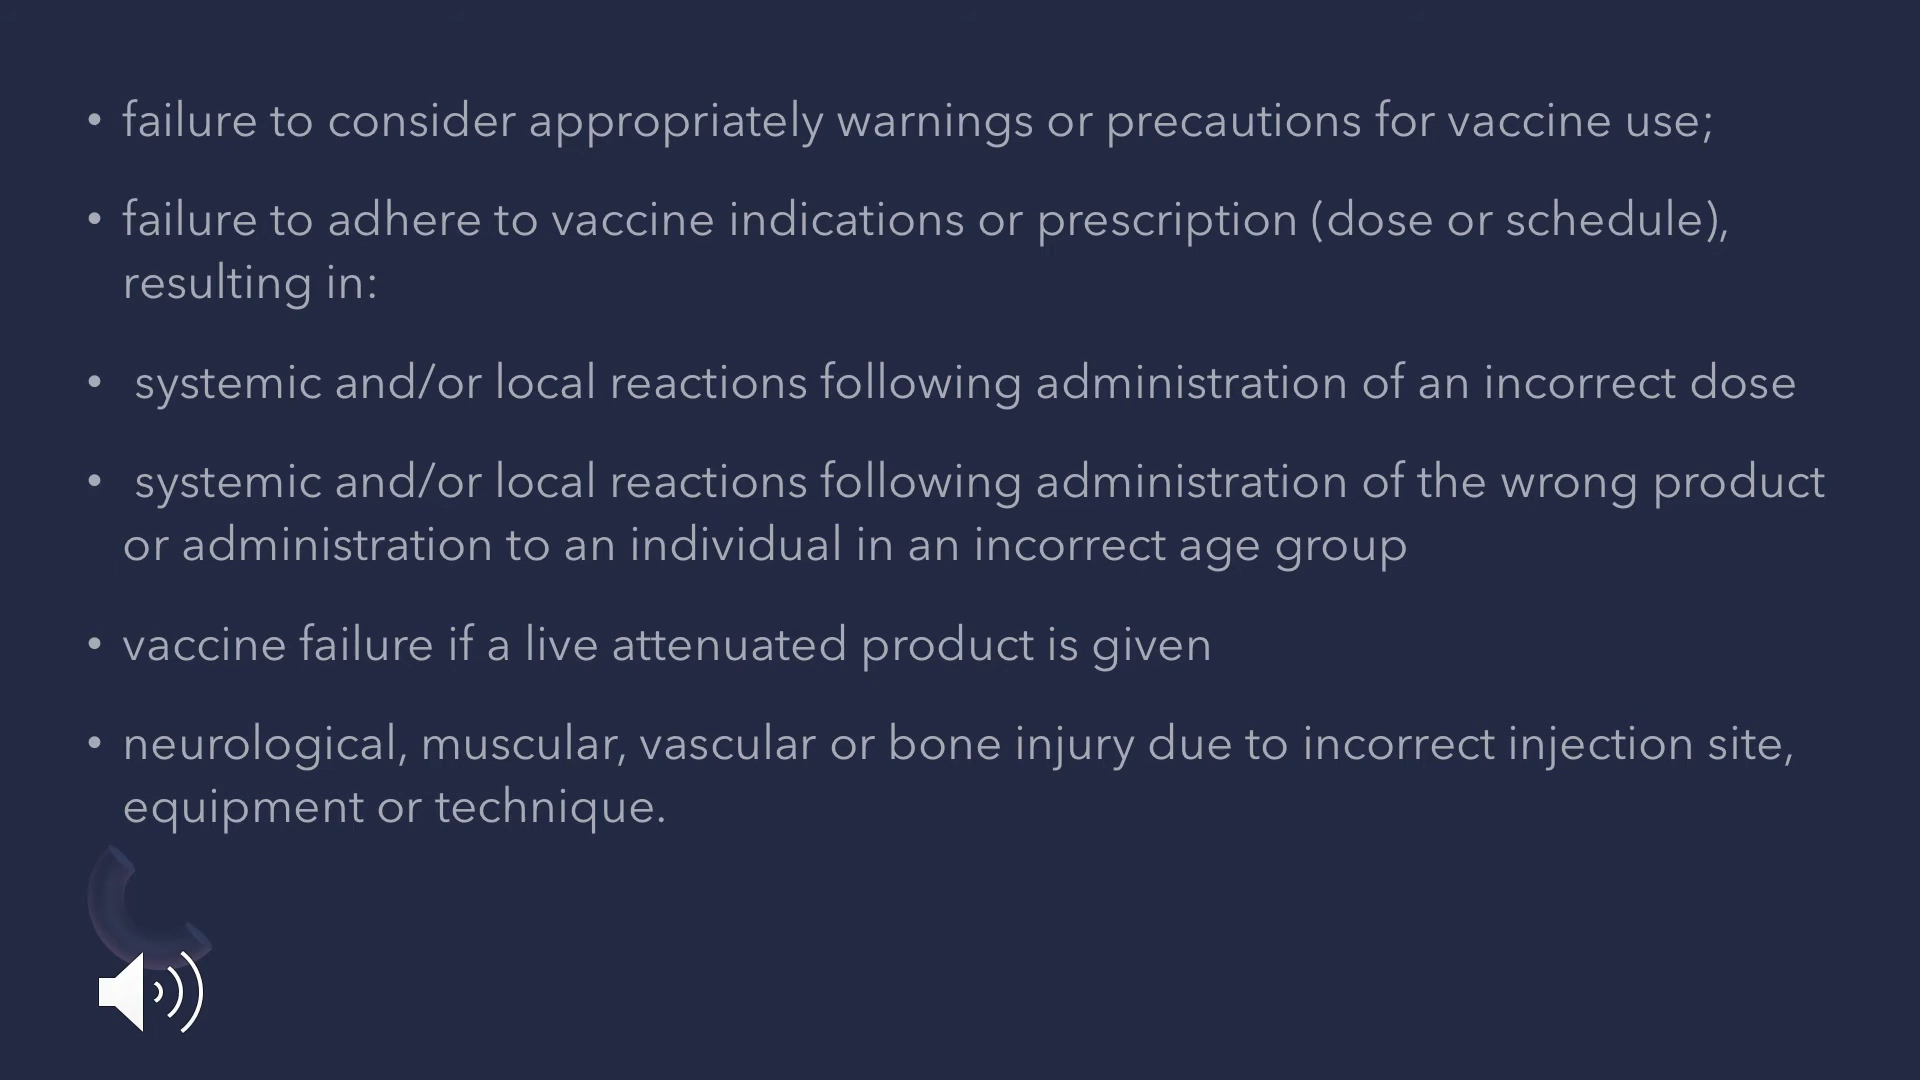 • failure to consider appropriately warnings or precautions for vaccine use;
• failure to adhere to vaccine indications or prescription (dose or schedule),
resulting in:
• systemic and/or local reactions following administration of an incorrect dose
• systemic and/or local reactions following administration of the wrong product
or administration to an individual in an incorrect age group
• vaccine failure if a live attenuated product is given
• neurological, muscular, vascular or bone injury due to incorrect injection site,
equipment or technique.